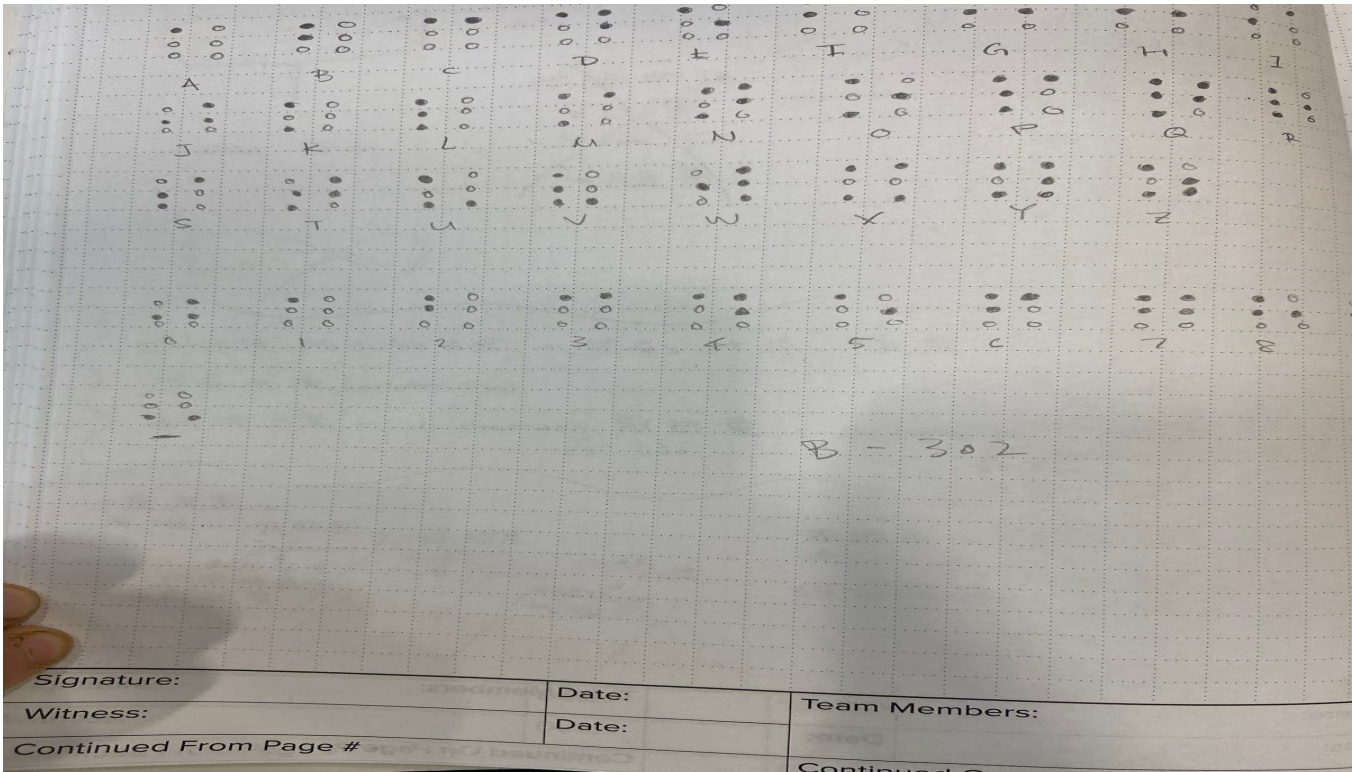 A B C D E F G H I
J K L M N O P Q R
S T U V W X Y Z
0 1 2 3 4 5 6 7 8
-
B - 302
Signature: Date: Team Members:
Witness: Date:
Continued From Page #